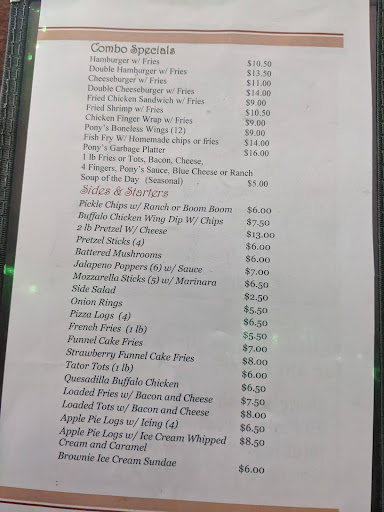 Combo Specials
Hamburger w/ Fries $10.50
Double Hamburger w/ Fries $13.50
Cheeseburger w/ Fries $11.00
Double Cheeseburger w/ Fries $14.00
Fried Chicken Sandwich w/ Fries $9.00
Fried Shrimp w/ Fries $10.50
Chicken Finger Wrap w/ Fries $9.00
Pony's Boneless Wings (12) $9.00
Fish Fry w/ Homemade chips or fries $14.00
Pony's Garbage Platter $16.00
1 lb Fries or Tots, Bacon, Cheese,
4 Fingers, Pony's Sauce, Blue Cheese or Ranch
Soup of the Day (Seasonal) $5.00
Sides & Starters
Pickle Chips w/ Ranch or Boom Boom $6.00
Buffalo Chicken Wing Dip W/ Chips $7.50
2 lb Pretzel W/ Cheese $13.00
Pretzel Sticks (4) $6.00
Battered Mushrooms $6.00
Jalapeno Poppers (6) w/ Sauce $7.00
Mozzarella Sticks (5) w/ Marinara $6.50
Side Salad $2.50
Onion Rings $5.50
Pizza Logs (4) $6.50
French Fries (1 lb) $5.50
Funnel Cake Fries $7.00
Strawberry Funnel Cake Fries $8.00
Tator Tots (1 lb) $6.00
Quesadilla Buffalo Chicken $6.50
Loaded Fries w/ Bacon and Cheese $7.50
Loaded Tots w/ Bacon and Cheese $8.00
Apple Pie Logs w/ Icing (4) $6.50
Apple Pie Logs w/ Ice Cream Whipped $8.50
Cream and Caramel
Brownie Ice Cream Sundae $6.00